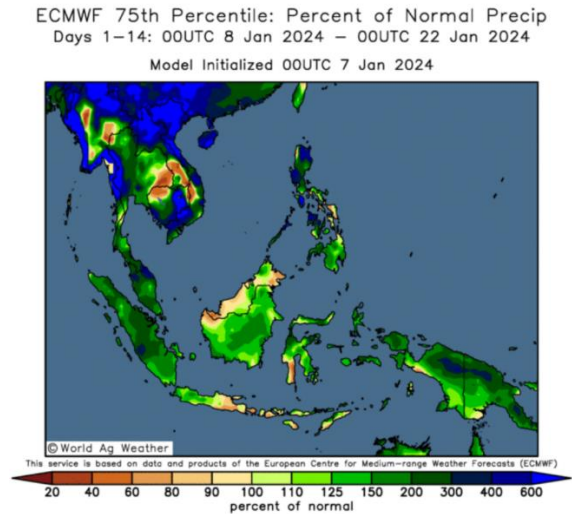 ECMWF 75th Percentile: Percent of Normal Precip
Days 1–14: 00UTC 8 Jan 2024 – 00UTC 22 Jan 2024
Model Initialized 00UTC 7 Jan 2024
© World Ag Weather
This service is based on data and products of the European Centre for Medium-range Weather Forecasts (ECMWF)
20 40 60 80 90 100 110 125 150 200 300 400 600
percent of normal